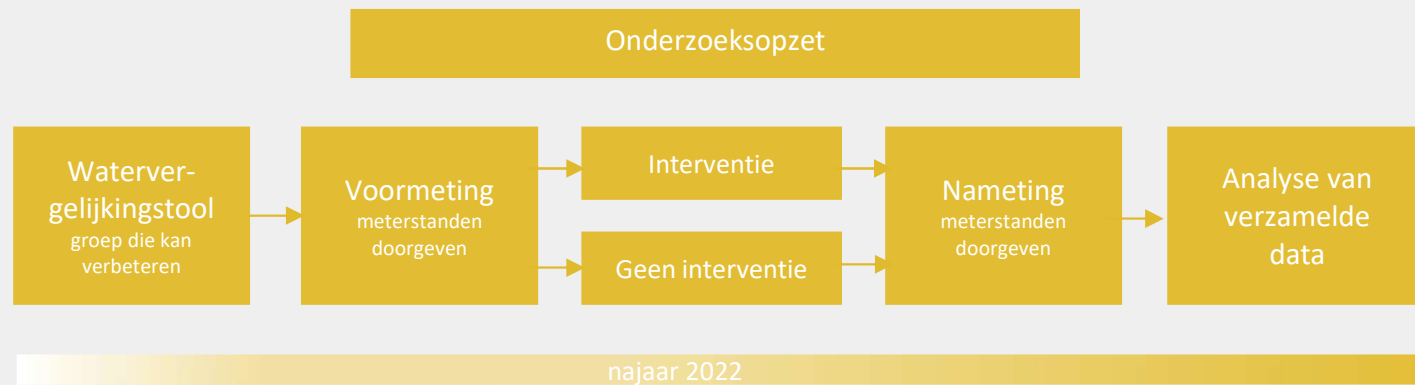 Onderzoeksopzet
Waterver-
gelijkingstool
groep die kan
verbeteren
Voormeting
meterstanden
doorgeven
Interventie
Geen interventie
Nameting
meterstanden
doorgeven
Analyse van
verzamelde
data
najaar 2022